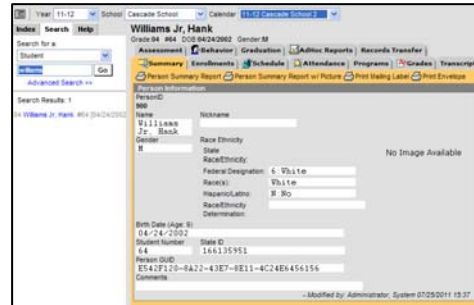 Year 11-12 School Cascade School Calendar 11-12 Cascade School 2
Index Search Help
Search for a:
Student
williams Go
Advanced Search >>
Search Results: 1
04 Williams Jr, Hank #64 (04/24/2002)
Williams Jr, Hank
Grade:04 #64 DOB:04/24/2002 Gender:M
Assessment Behavior Graduation AdHoc Reports Records Transfer
Summary Enrollments Schedule Attendance Programs Grades Transcript
Person Summary Report Person Summary Report w/ Picture Print Mailing Label Print Envelope
Person Information
PersonID
900
Name Nickname
Williams
Jr, Hank
Gender Race Ethnicity
M State
Race/Ethnicity:
No Image Available
Federal Designation: 6 White
Race(s): White
Hispanic/Latino: N:No
Race/Ethnicity
Determination:
Birth Date (Age: 9)
04/24/2002
Student Number State ID
64 166135951
Person GUID
E542F120-8A22-43E7-8E11-4C24E6456156
Comments
- Modified by: Administrator, System 07/25/2011 15:37